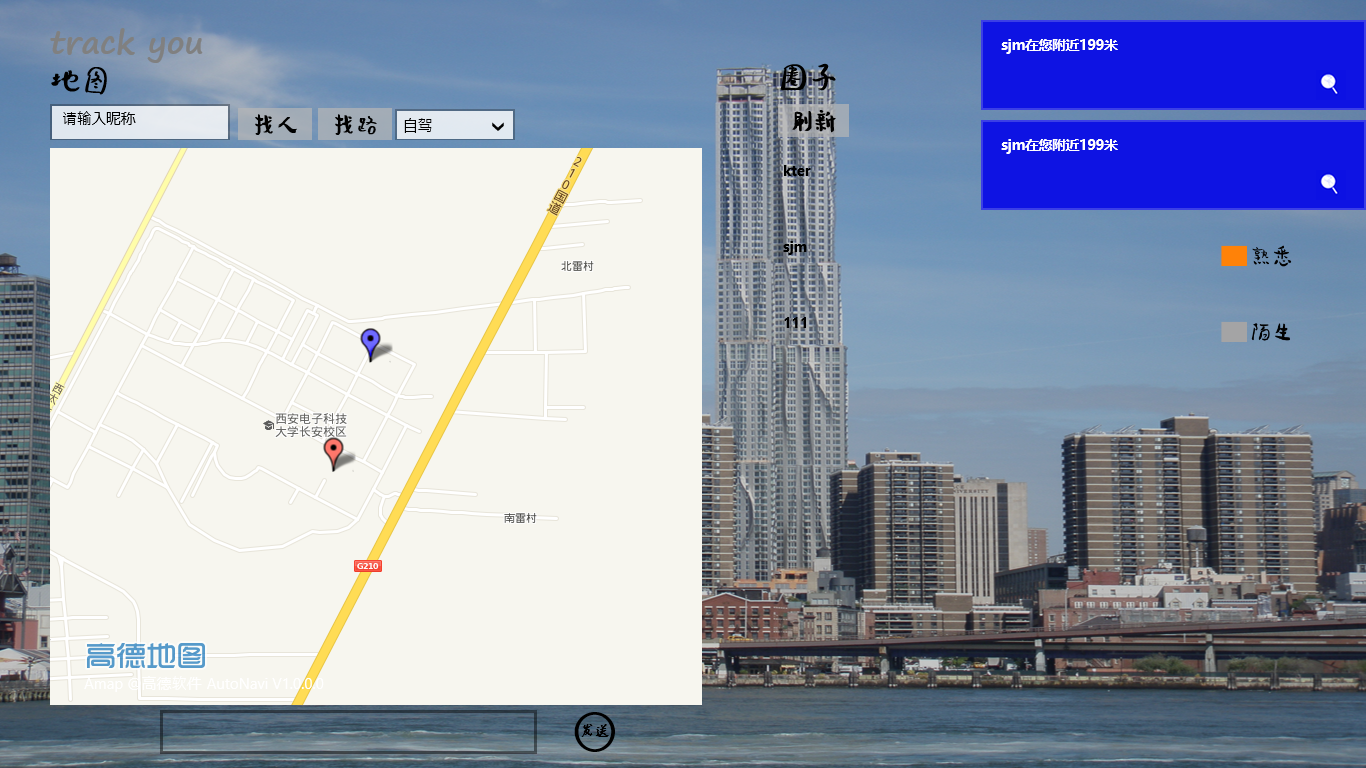 track you
地图
请输入昵称
找人
找路
自驾
210国道
北雷村
西安电子科技
大学长安校区
南雷村
G210
高德地图
Amap @高德软件 AutoNavi V1.0.0.0
发送
圈子
刷新
kter
sjm
111
sjm在您附近199米
sjm在您附近199米
熟悉
陌生